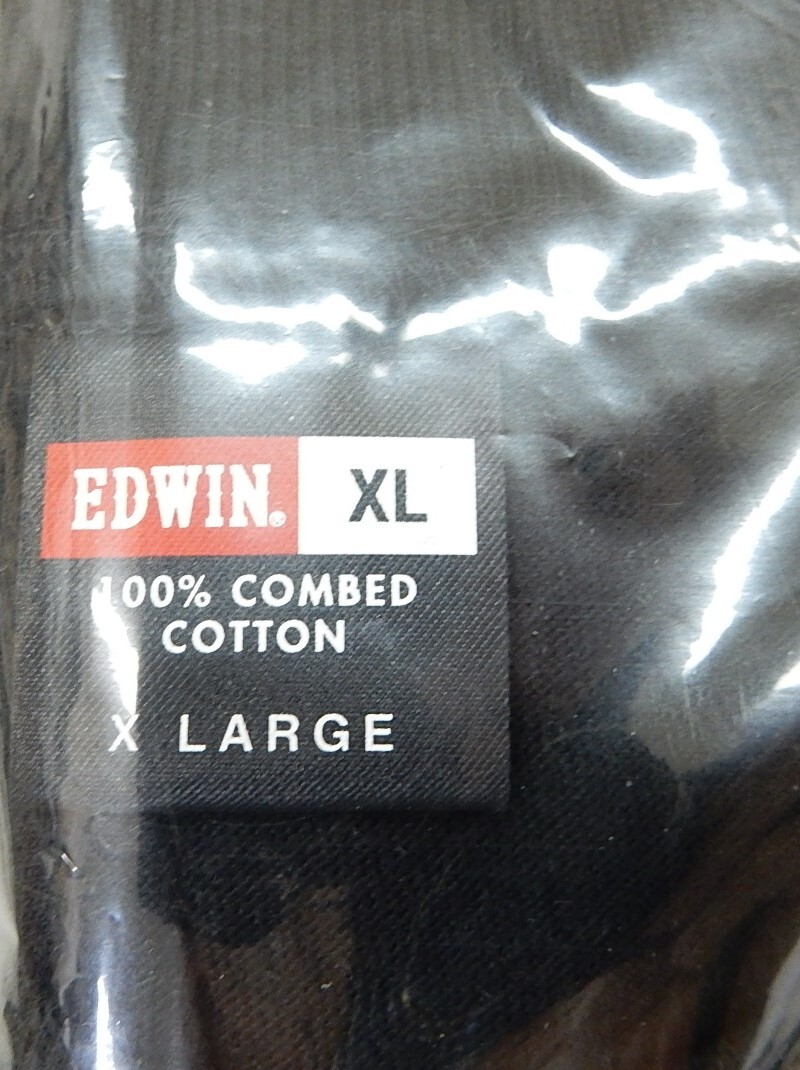 EDWIN® XL
100% COMBED
COTTON
X LARGE